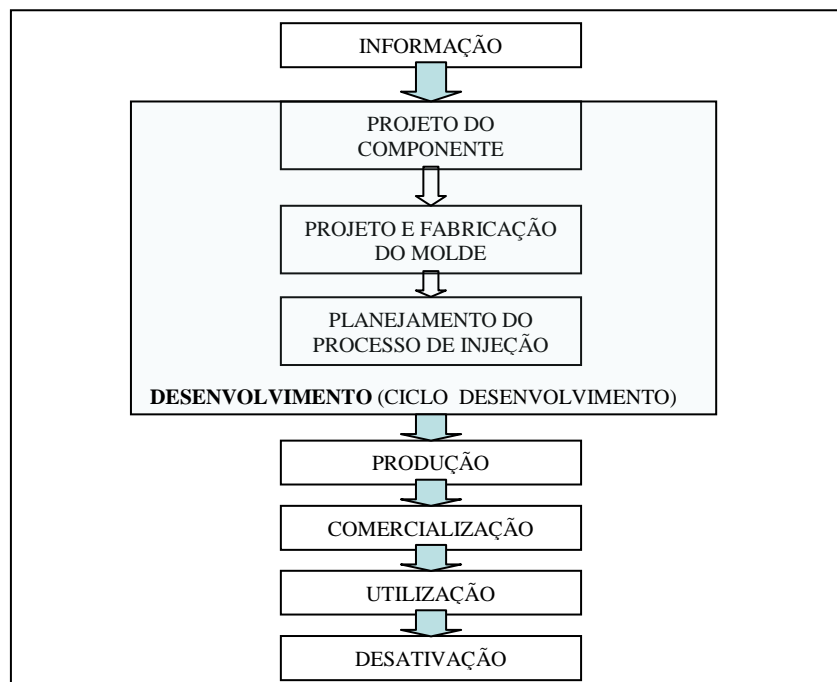 INFORMAÇÃO
PROJETO DO
COMPONENTE
PROJETO E FABRICAÇÃO
DO MOLDE
PLANEJAMENTO DO
PROCESSO DE INJEÇÃO
DESENVOLVIMENTO (CICLO DESENVOLVIMENTO)
PRODUÇÃO
COMERCIALIZAÇÃO
UTILIZAÇÃO
DESATIVAÇÃO